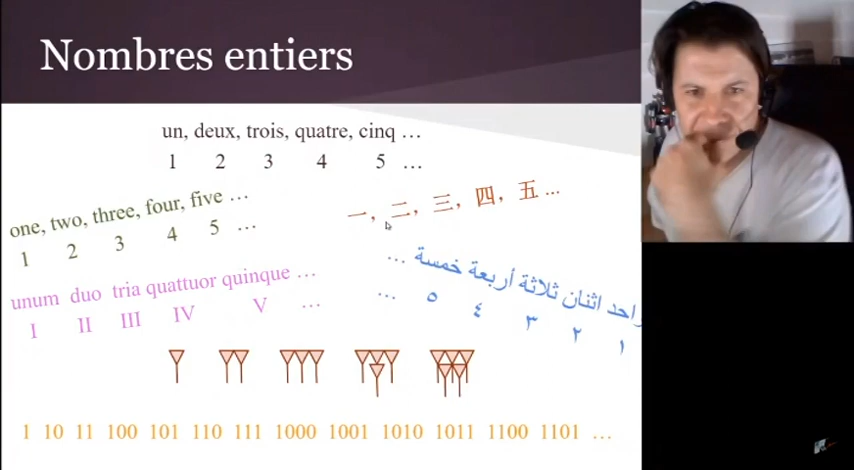 Nombres entiers
un, deux, trois, quatre, cinq ...
1 2 3 4 5 ...
one, two, three, four, five ...
1 2 3 4 5 ...
一, 二, 三, 四, 五 ...
unum duo tria quattuor quinque ...
I II III IV V ...
واحد اثنان ثلاثة أربعة خمسة ...
١ ٢ ٣ ٤ ٥ ...
1 10 11 100 101 110 111 1000 1001 1010 1011 1100 1101 ...